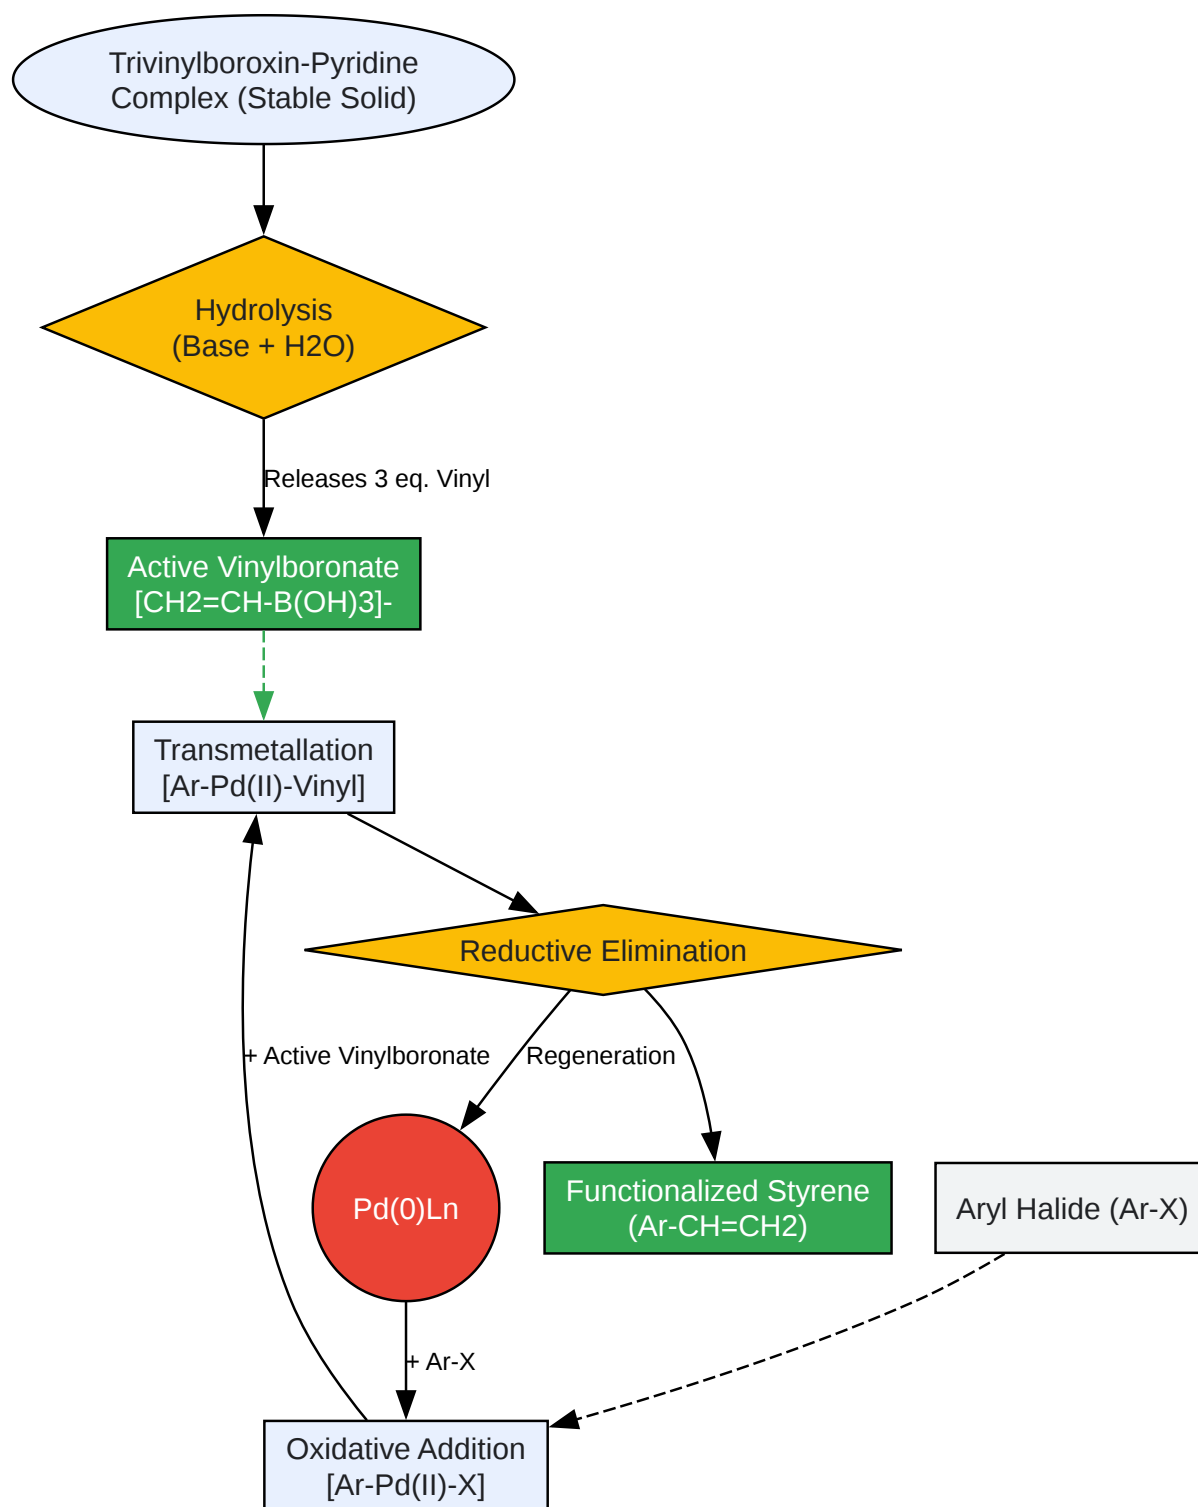 Trivinylboroxin-Pyridine
Complex (Stable Solid)
Hydrolysis
(Base + H2O)
Releases 3 eq. Vinyl
Active Vinylboronate
[CH2=CH-B(OH)3]-
Transmetallation
[Ar-Pd(II)-Vinyl]
Reductive Elimination
+ Active Vinylboronate
Regeneration
Pd(0)Ln
Functionalized Styrene
(Ar-CH=CH2)
Aryl Halide (Ar-X)
+ Ar-X
Oxidative Addition
[Ar-Pd(II)-X]